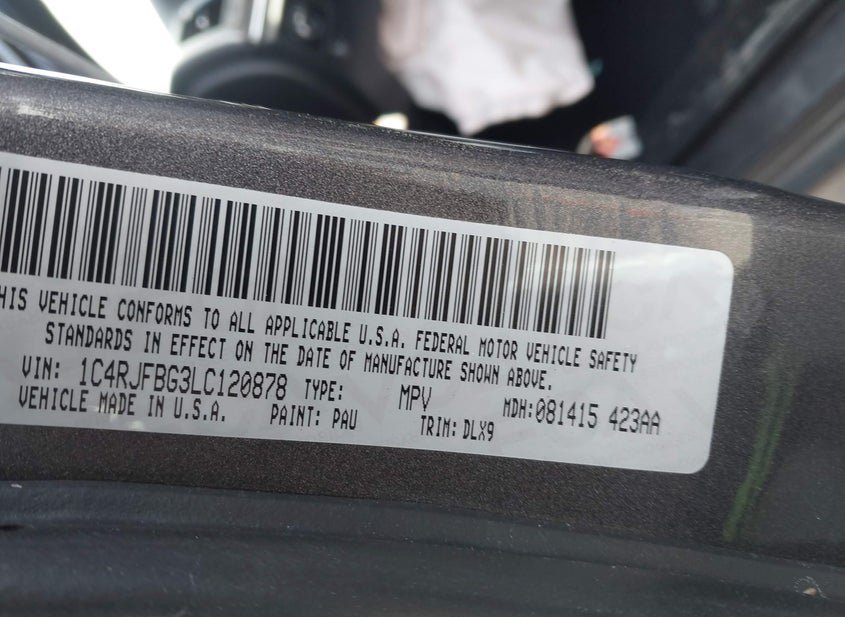 HIS VEHICLE CONFORMS TO ALL APPLICABLE U.S.A. FEDERAL MOTOR VEHICLE SAFETY
STANDARDS IN EFFECT ON THE DATE OF MANUFACTURE SHOWN ABOVE.
VIN: 1C4RJFBG3LC120878 TYPE: MPV MDH:081415 423AA
VEHICLE MADE IN U.S.A. PAINT: PAU TRIM: DLX9